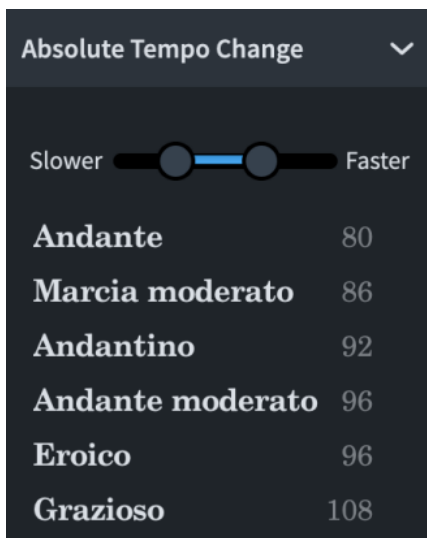 Absolute Tempo Change
Slower Faster
Andante 80
Marcia moderato 86
Andantino 92
Andante moderato 96
Eroico 96
Grazioso 108